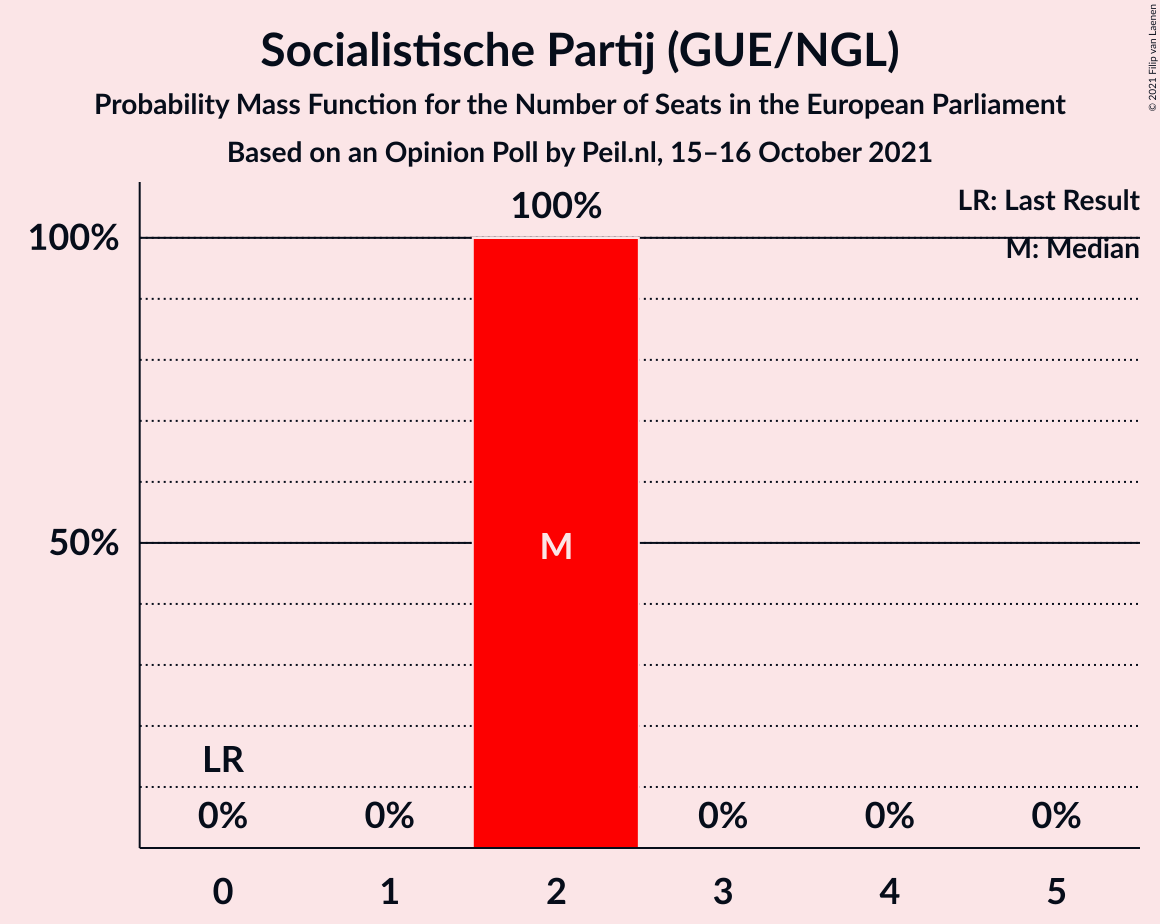 Socialistische Partij (GUE/NGL)
Probability Mass Function for the Number of Seats in the European Parliament
Based on an Opinion Poll by Peil.nl, 15–16 October 2021
© 2021 Filip van Laenen
LR: Last Result
M: Median
100%
100%
50%
M
LR
0%
0%
0%
0%
0%
0
1
2
3
4
5